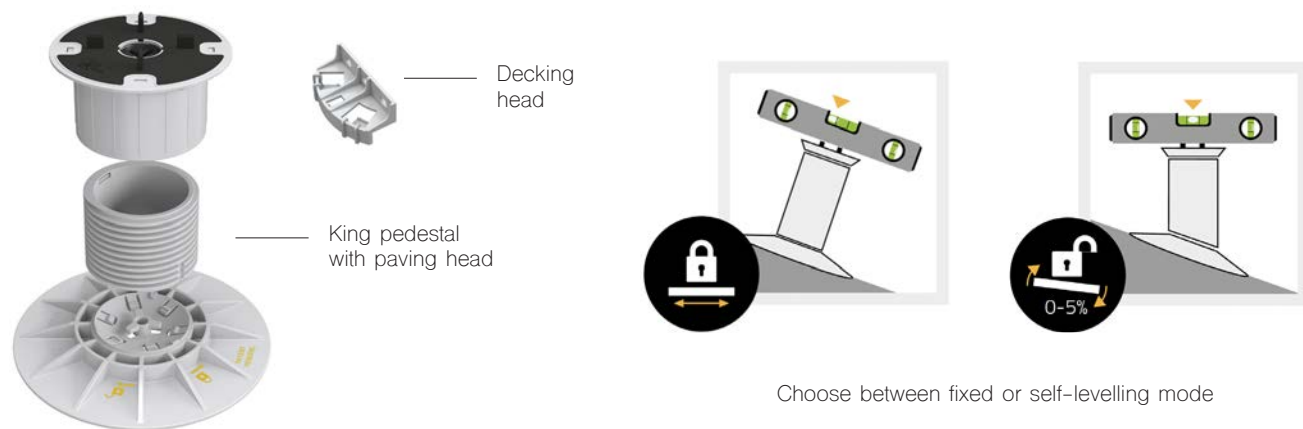 Decking
head
King pedestal
with paving head
0-5%
Choose between fixed or self-levelling mode